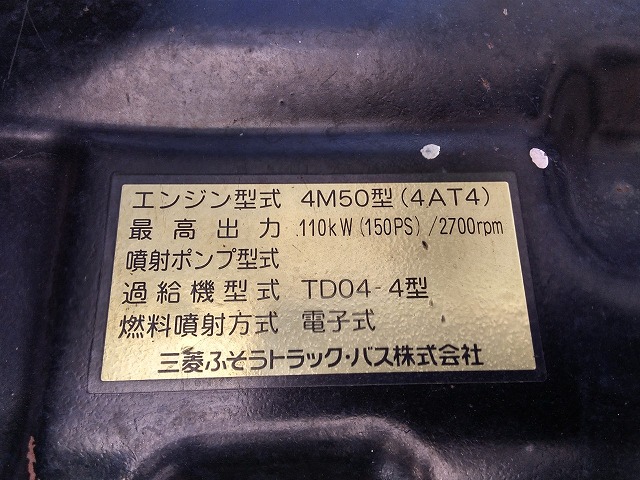 エンジン型式 4M50型(4AT4)
最高出力 110kW(150PS)/2700rpm
噴射ポンプ型式
過給機型式 TD04-4型
燃料噴射方式 電子式
三菱ふそうトラック・バス株式会社